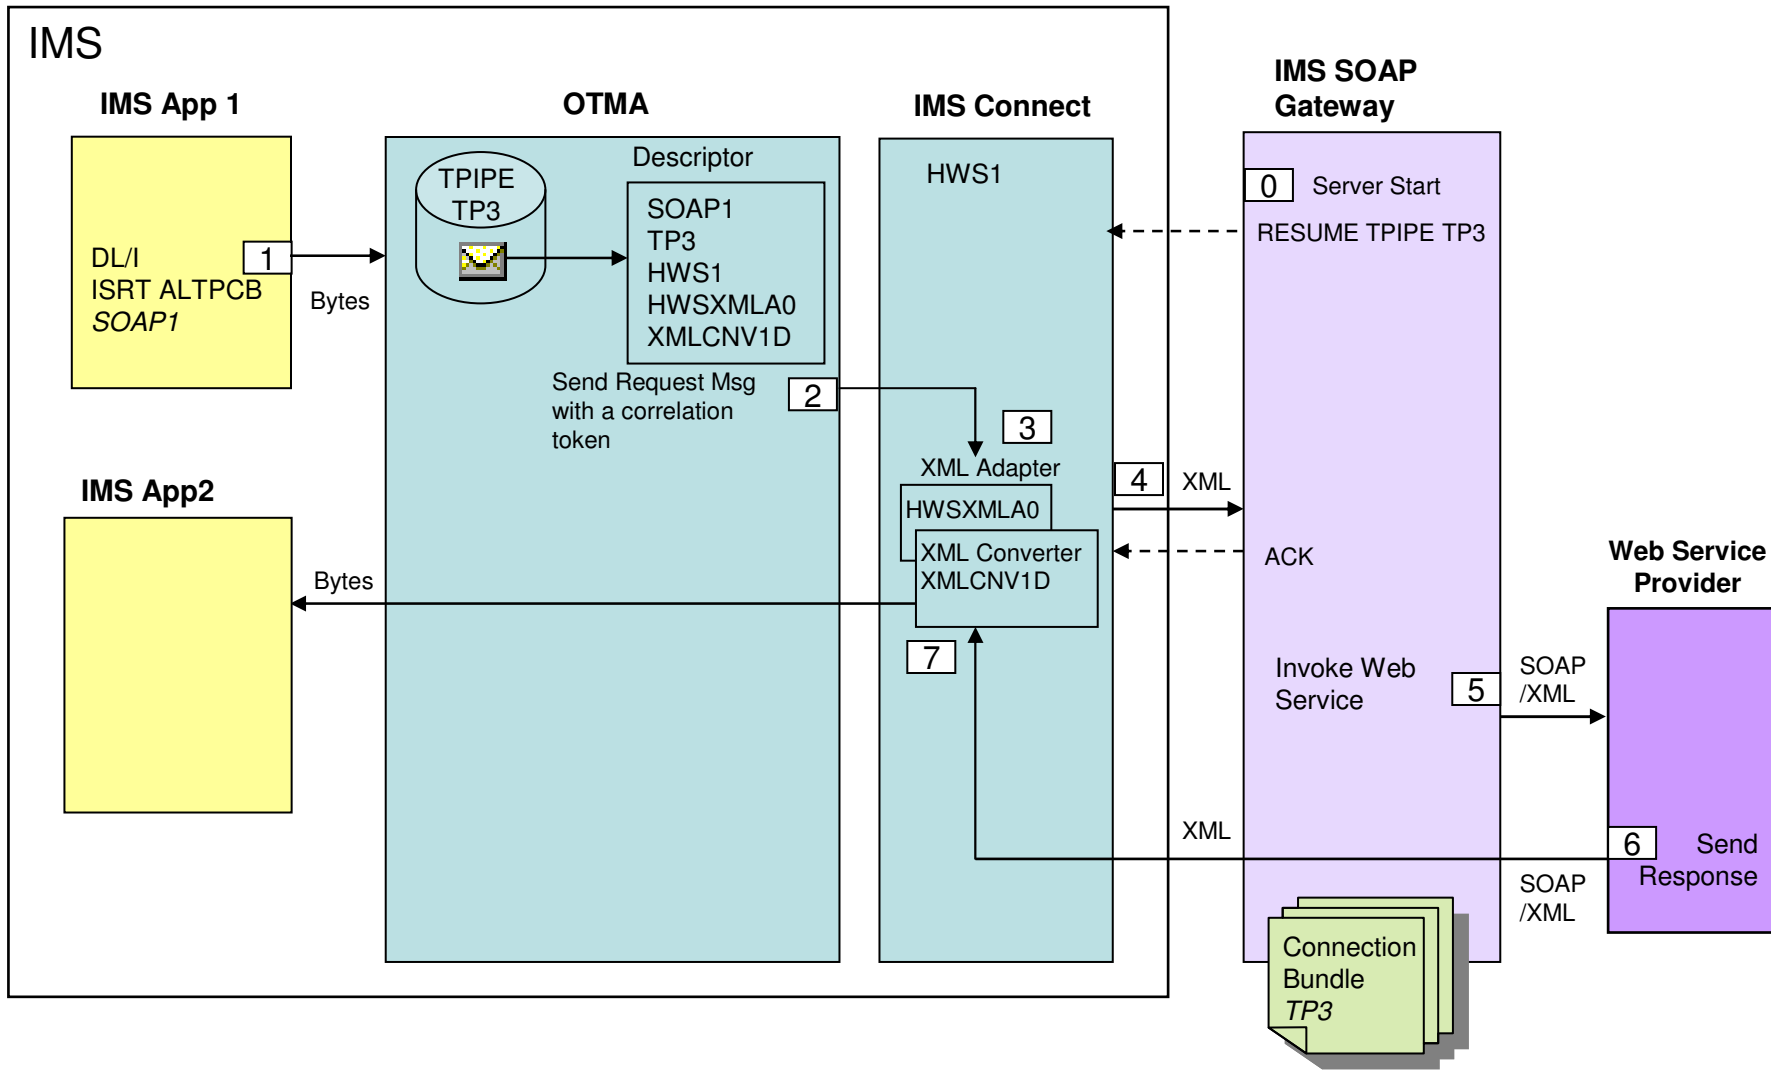 IMS
IMS App 1
DL/I
ISRT ALTPCB
SOAP1
1
Bytes
OTMA
TPIPE
TP3
Descriptor
SOAP1
TP3
HWS1
HWSXMLA0
XMLCNV1D
Send Request Msg
with a correlation
token
2
IMS Connect
HWS1
3
XML Adapter
HWSXMLA0
XML Converter
XMLCNV1D
7
IMS App2
Bytes
IMS SOAP
Gateway
0
Server Start
RESUME TPIPE TP3
4
XML
ACK
Invoke Web
Service
5
SOAP
/XML
Web Service
Provider
6
Send
Response
XML
SOAP
/XML
Connection
Bundle
TP3